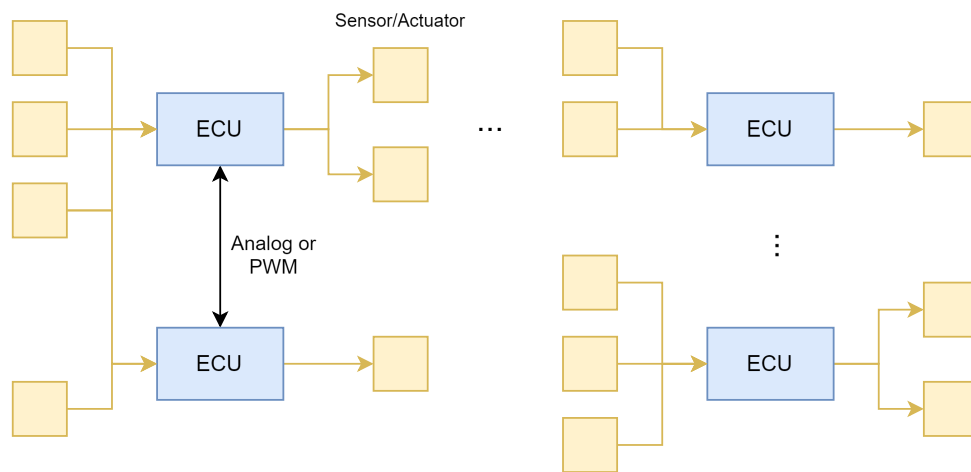 Sensor/Actuator
ECU
...
ECU
Analog or
PWM
...
ECU
ECU